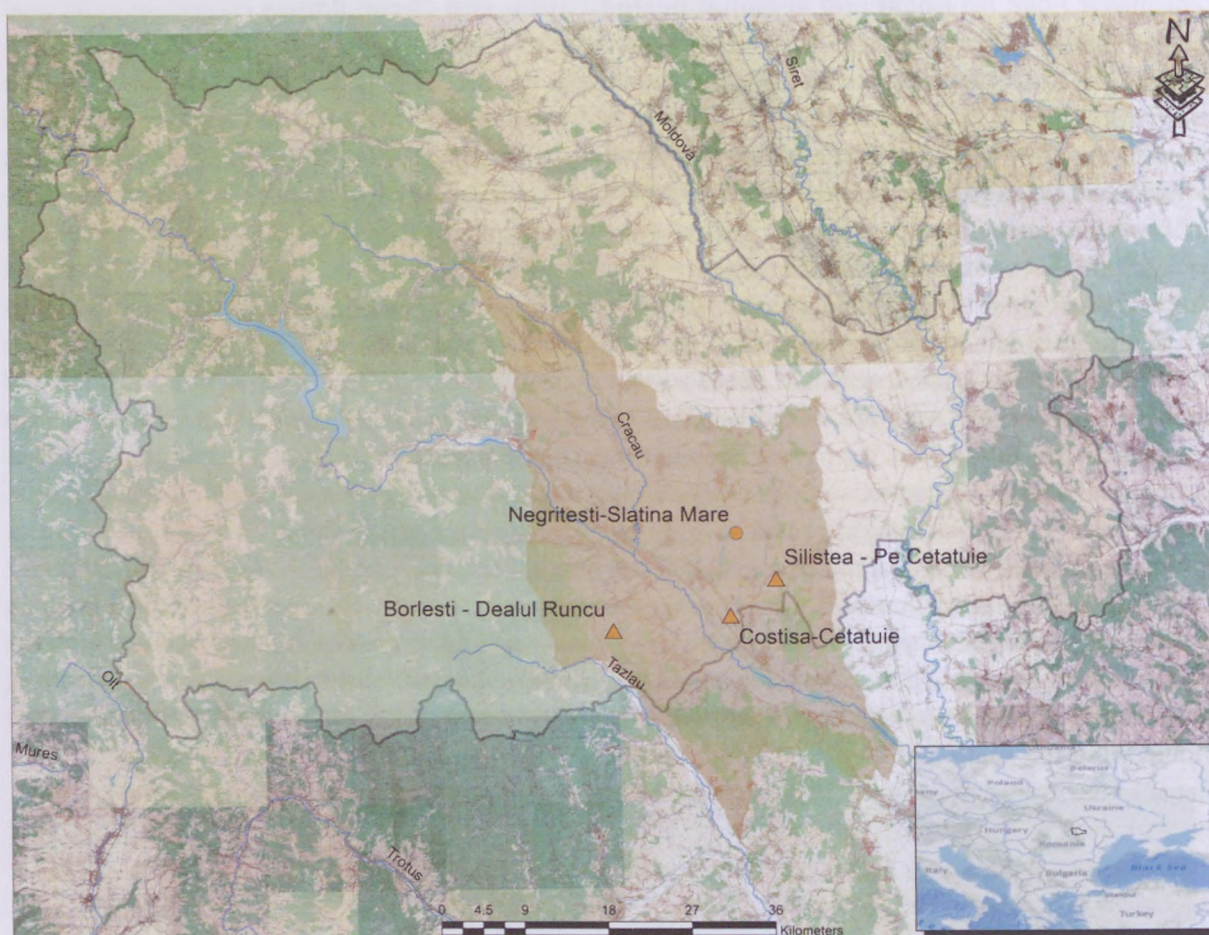 N
Siret
Moldova
Cracau
Negritesti-Slatina Mare
Silistea - Pe Cetatuie
Borlesti - Dealul Runcu
Costisa-Cetatuie
Tazlau
Olt
Mures
Trotus
0 4.5 9 18 27 36
Kilometers
Poland
Belarus
Ukraine
Hungary
Romania
Italy
Bulgaria
Black Sea
Turkey